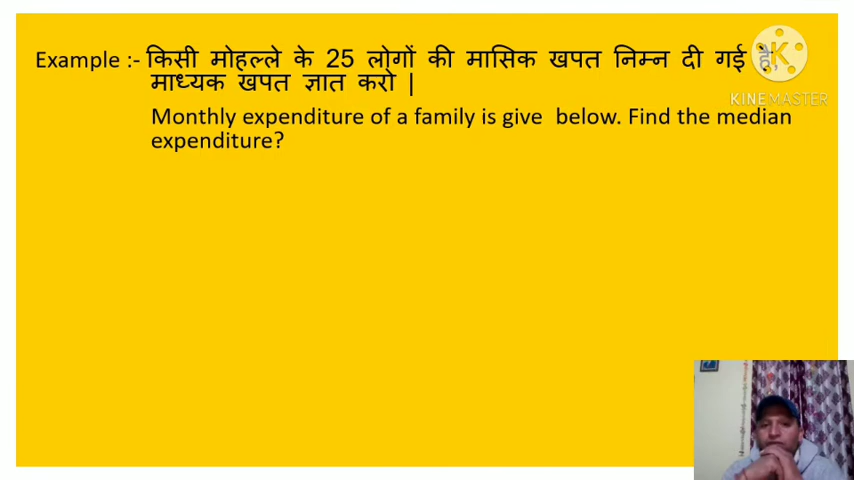 Example :- किसी मोहल्ले के 25 लोगों की मासिक खपत निम्न दी गई है,
माध्यक खपत ज्ञात करो |
Monthly expenditure of a family is give below. Find the median
expenditure?
KINEMASTER